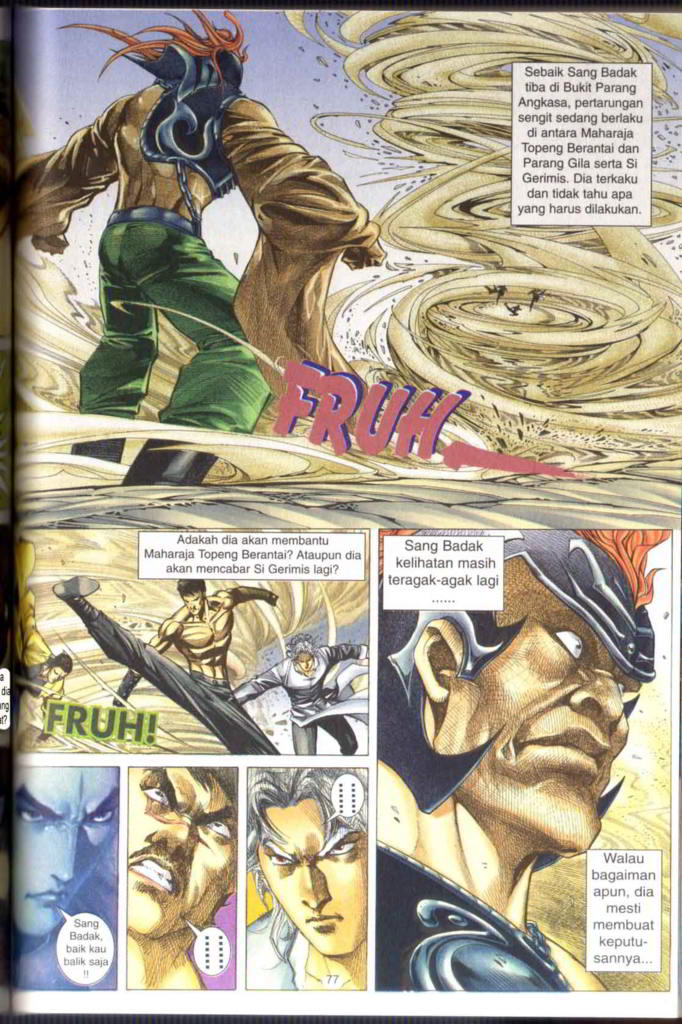 Sebaik Sang Badak
tiba di Bukit Parang
Angkasa, pertarungan
sengit sedang berlaku
di antara Maharaja
Topeng Berantai dan
Parang Gila serta Si
Gerimis. Dia terkaku
dan tidak tahu apa
yang harus dilakukan.
FRUH
Adakah dia akan membantu
Maharaja Topeng Berantai? Ataupun dia
akan mencabar Si Gerimis lagi?
FRUH!
Sang Badak
kelihatan masih
teragak-agak lagi
......
Sang
Badak,
baik kau
balik saja
!!
......
......
Walau
bagaiman
apun, dia
mesti
membuat
keputu-
sannya...
77